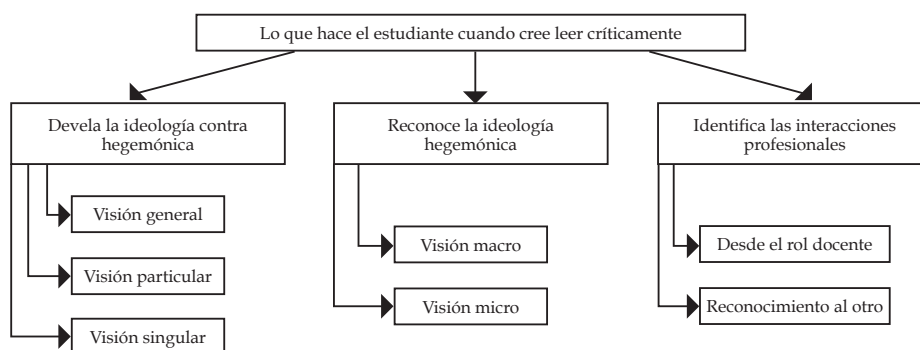 Lo que hace el estudiante cuando cree leer críticamente
Devela la ideología contra
hegemónica
Visión general
Visión particular
Visión singular
Reconoce la ideología
hegemónica
Visión macro
Visión micro
Identifica las interacciones
profesionales
Desde el rol docente
Reconocimiento al otro